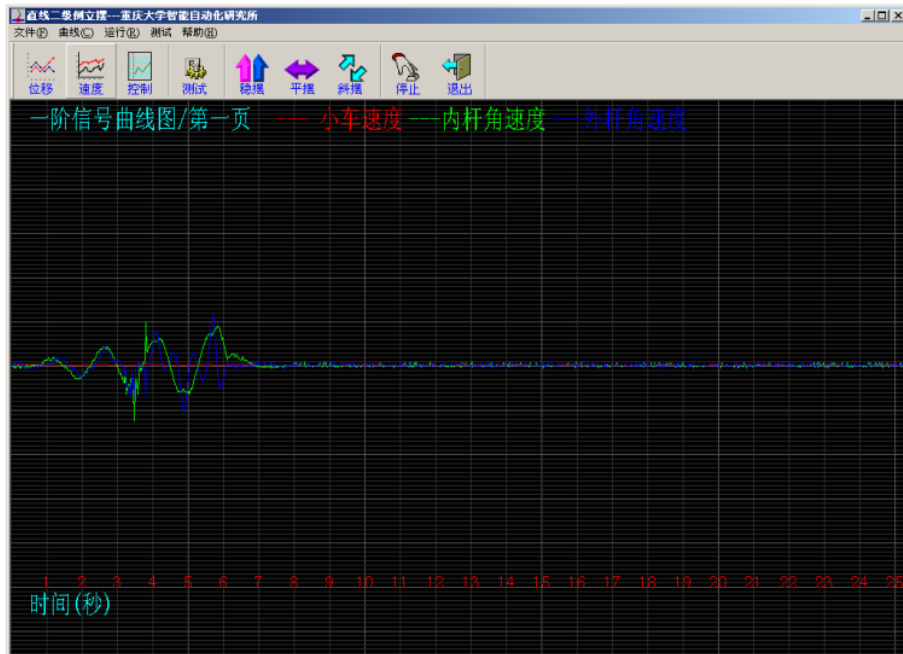 直线二级倒立摆---重庆大学智能自动化研究所
文件(F) 曲线(C) 运行(R) 测试 帮助(H)
位移 速度 控制 测试 稳摆 平摆 斜摆 停止 退出
一阶信号曲线图/第一页 --- 小车速度 ---内杆角速度 ---外杆角速度
1 2 3 4 5 6 7 8 9 10 11 12 13 14 15 16 17 18 19 20 21 22 23 24 25
时间(秒)